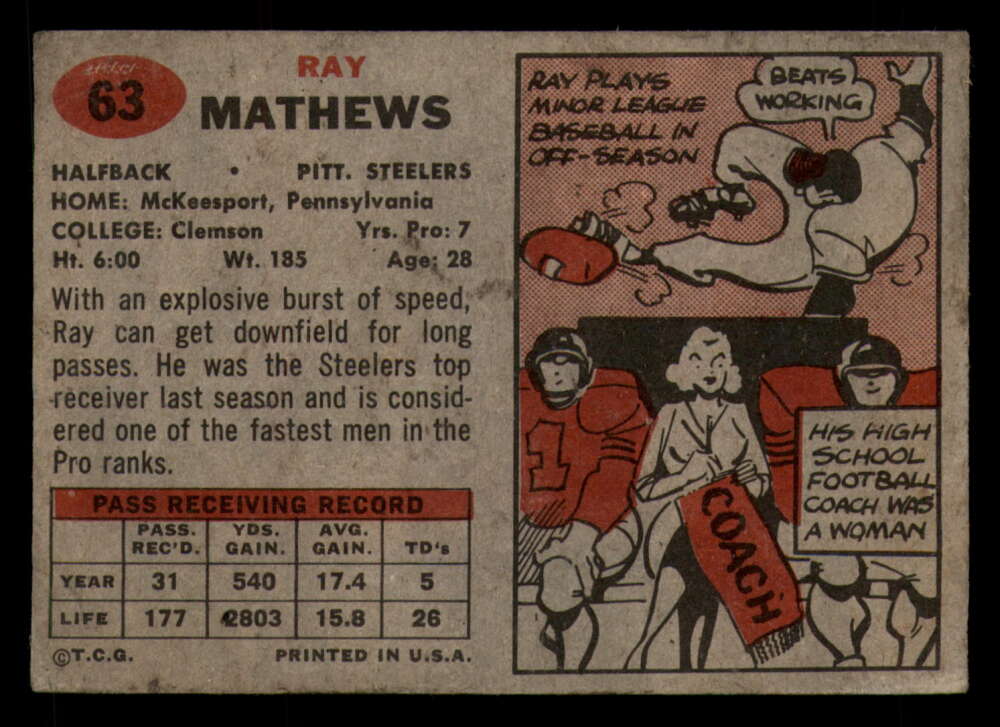 63
RAY
MATHEWS
HALFBACK • PITT. STEELERS
HOME: McKeesport, Pennsylvania
COLLEGE: Clemson Yrs. Pro: 7
Ht. 6:00 Wt. 185 Age: 28
With an explosive burst of speed,
Ray can get downfield for long
passes. He was the Steelers top
receiver last season and is consid-
ered one of the fastest men in the
Pro ranks.
PASS RECEIVING RECORD
PASS. REC'D. YDS. GAIN. AVG. GAIN. TD's
YEAR 31 540 17.4 5
LIFE 177 2803 15.8 26
©T.C.G. PRINTED IN U.S.A.
RAY PLAYS
MINOR LEAGUE
BASEBALL IN
OFF-SEASON
BEATS
WORKING
1
COACH
HIS HIGH
SCHOOL
FOOTBALL
COACH WAS
A WOMAN